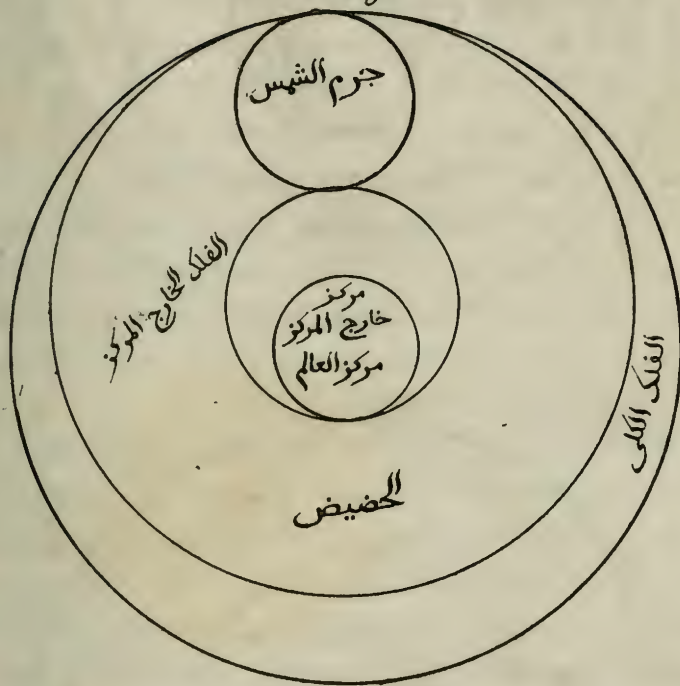 جرم الشمس
الفلك الخارج المركز
مركز
خارج المركز
مركز العالم
الفلك الكلى
الحضيض